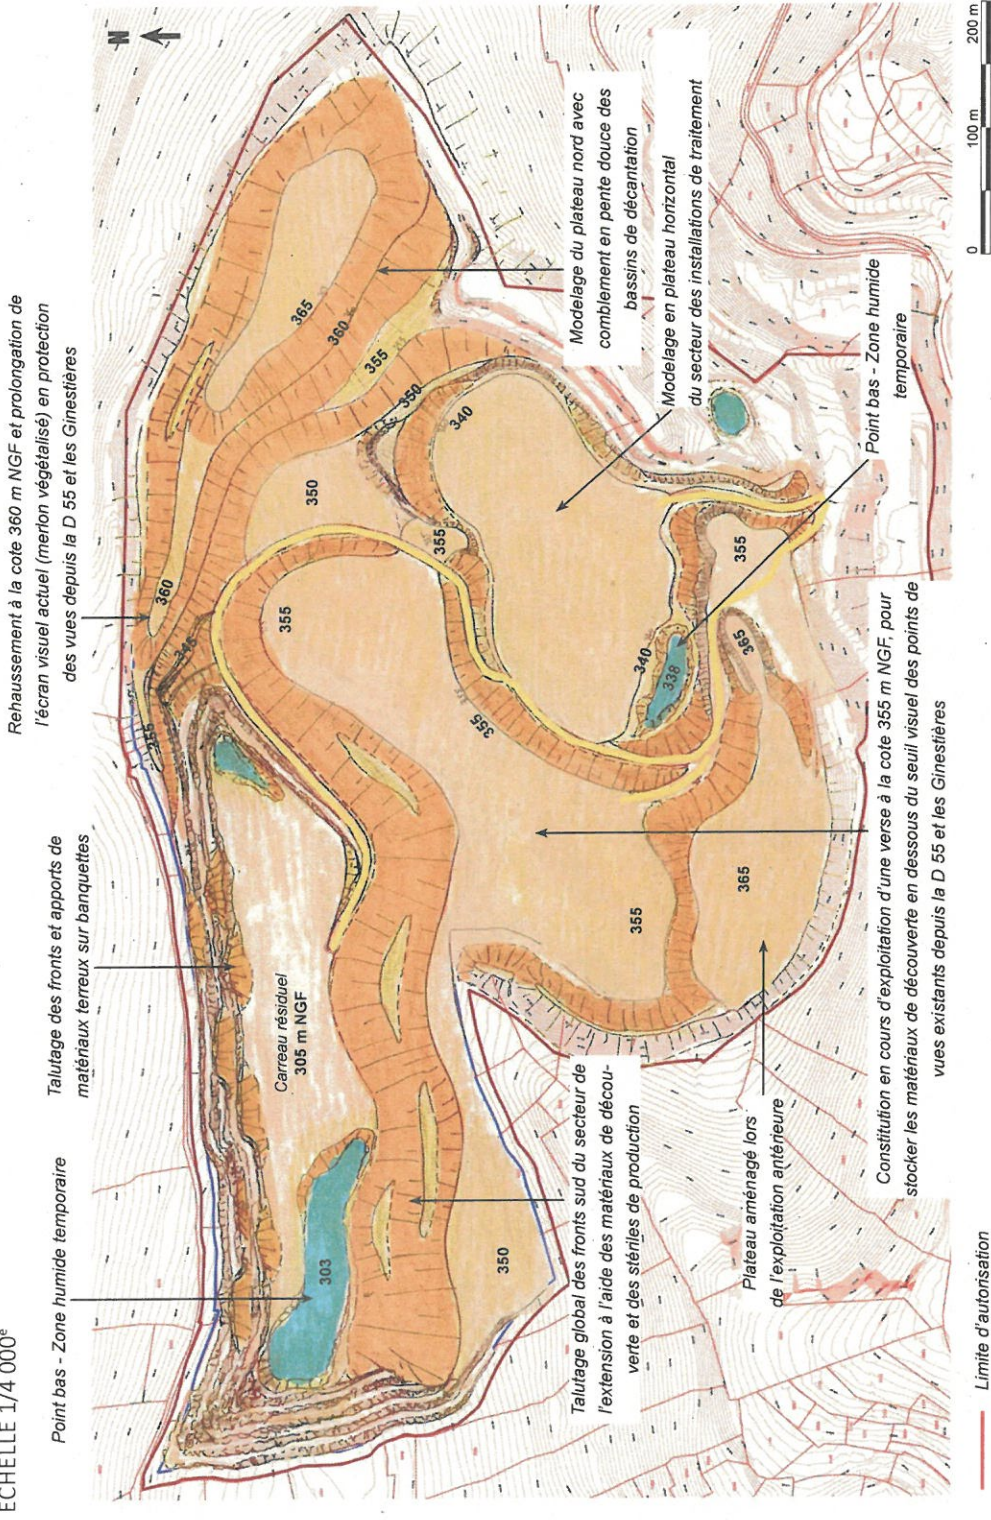 ECHELLE 1/4 000e
Point bas - Zone humide temporaire
Talutage des fronts et apports de
matériaux terreux sur banquettes
Rehaussement à la cote 360 m NGF et prolongation de
l'écran visuel actuel (merlon végétalisé) en protection
des vues depuis la D 55 et les Ginestières
N
355
345
360
365
360
355
350
350
340
355
355
Carreau résiduel
305 m NGF
303
350
355
340
338
355
365
355
365
Modelage du plateau nord avec
comblement en pente douce des
bassins de décantation
Modelage en plateau horizontal
du secteur des installations de traitement
Point bas - Zone humide
temporaire
Talutage global des fronts sud du secteur de
l'extension à l'aide des matériaux de décou-
verte et des stériles de production
Plateau aménagé lors
de l'exploitation antérieure
Constitution en cours d'exploitation d'une verse à la cote 355 m NGF, pour
stocker les matériaux de découverte en dessous du seuil visuel des points de
vues existants depuis la D 55 et les Ginestières
Limite d'autorisation
0 100 m 200 m